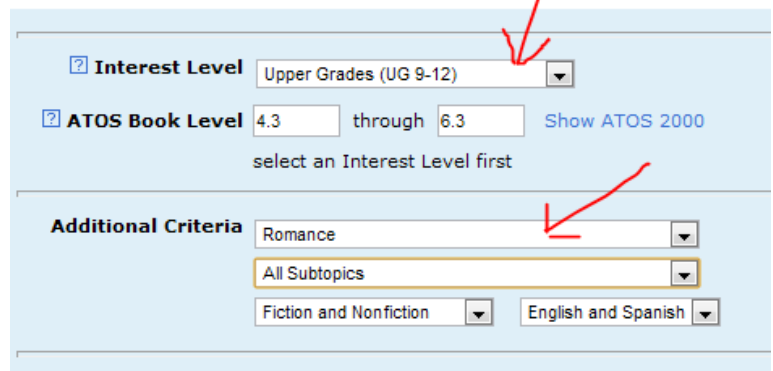 ? Interest Level Upper Grades (UG 9-12)
? ATOS Book Level 4.3 through 6.3 Show ATOS 2000
select an Interest Level first
Additional Criteria Romance
All Subtopics
Fiction and Nonfiction English and Spanish